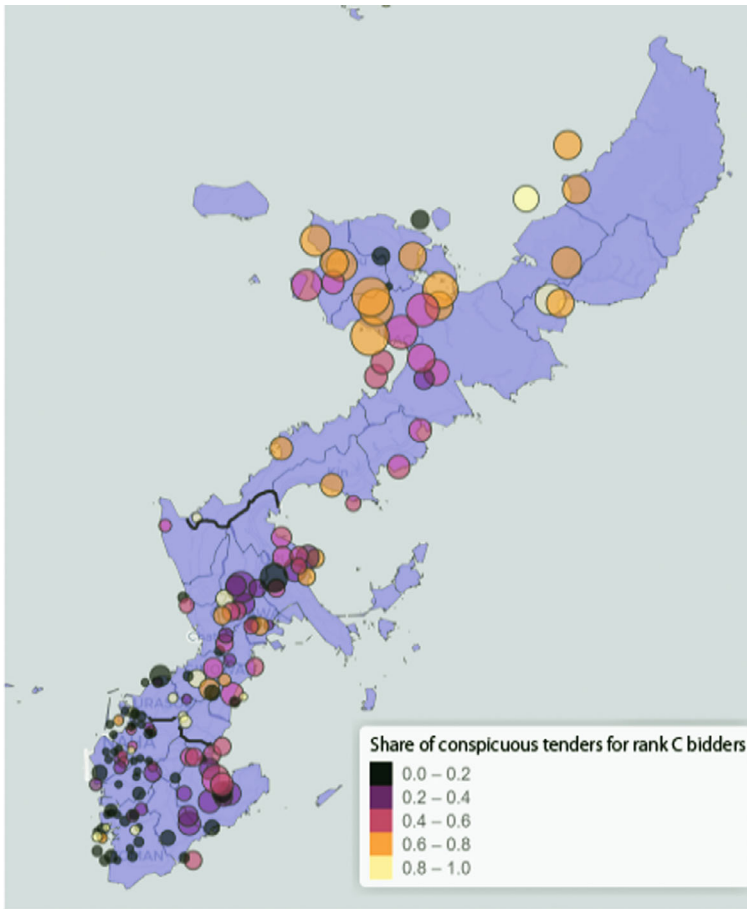 Kin
Share of conspicuous tenders for rank C bidders
0.0 – 0.2
0.2 – 0.4
0.4 – 0.6
0.6 – 0.8
0.8 – 1.0